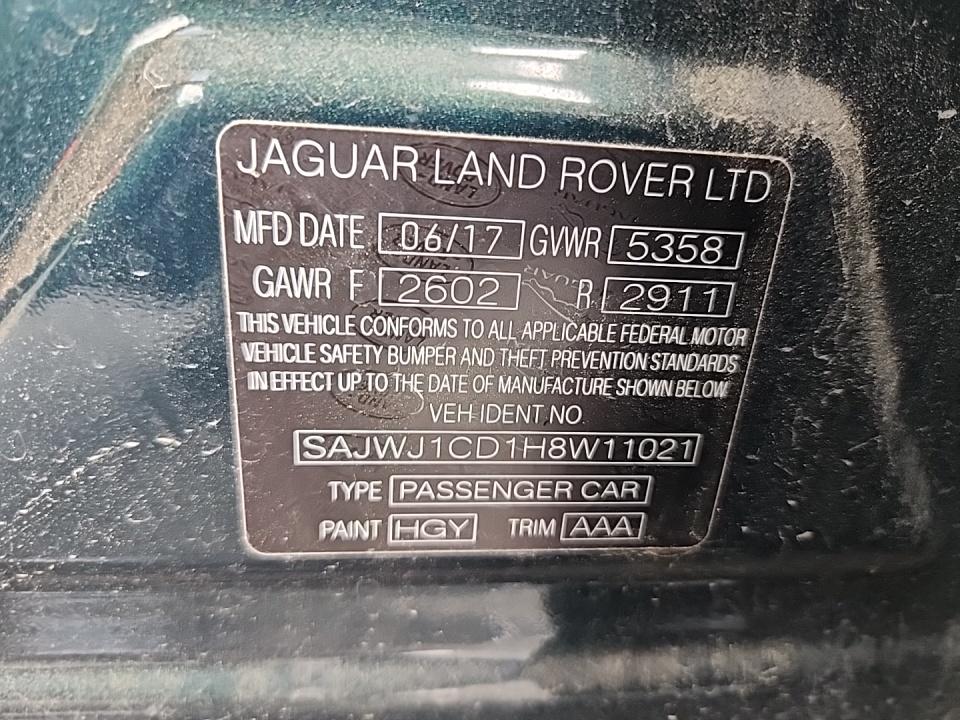 JAGUAR LAND ROVER LTD
MFD DATE 06/17 GVWR 5358
GAWR F 2602 R 2911
THIS VEHICLE CONFORMS TO ALL APPLICABLE FEDERAL MOTOR
VEHICLE SAFETY BUMPER AND THEFT PREVENTION STANDARDS
IN EFFECT UP TO THE DATE OF MANUFACTURE SHOWN BELOW
VEH IDENT NO
SAJWJ1CD1H8W11021
TYPE PASSENGER CAR
PAINT HGY TRIM AAA